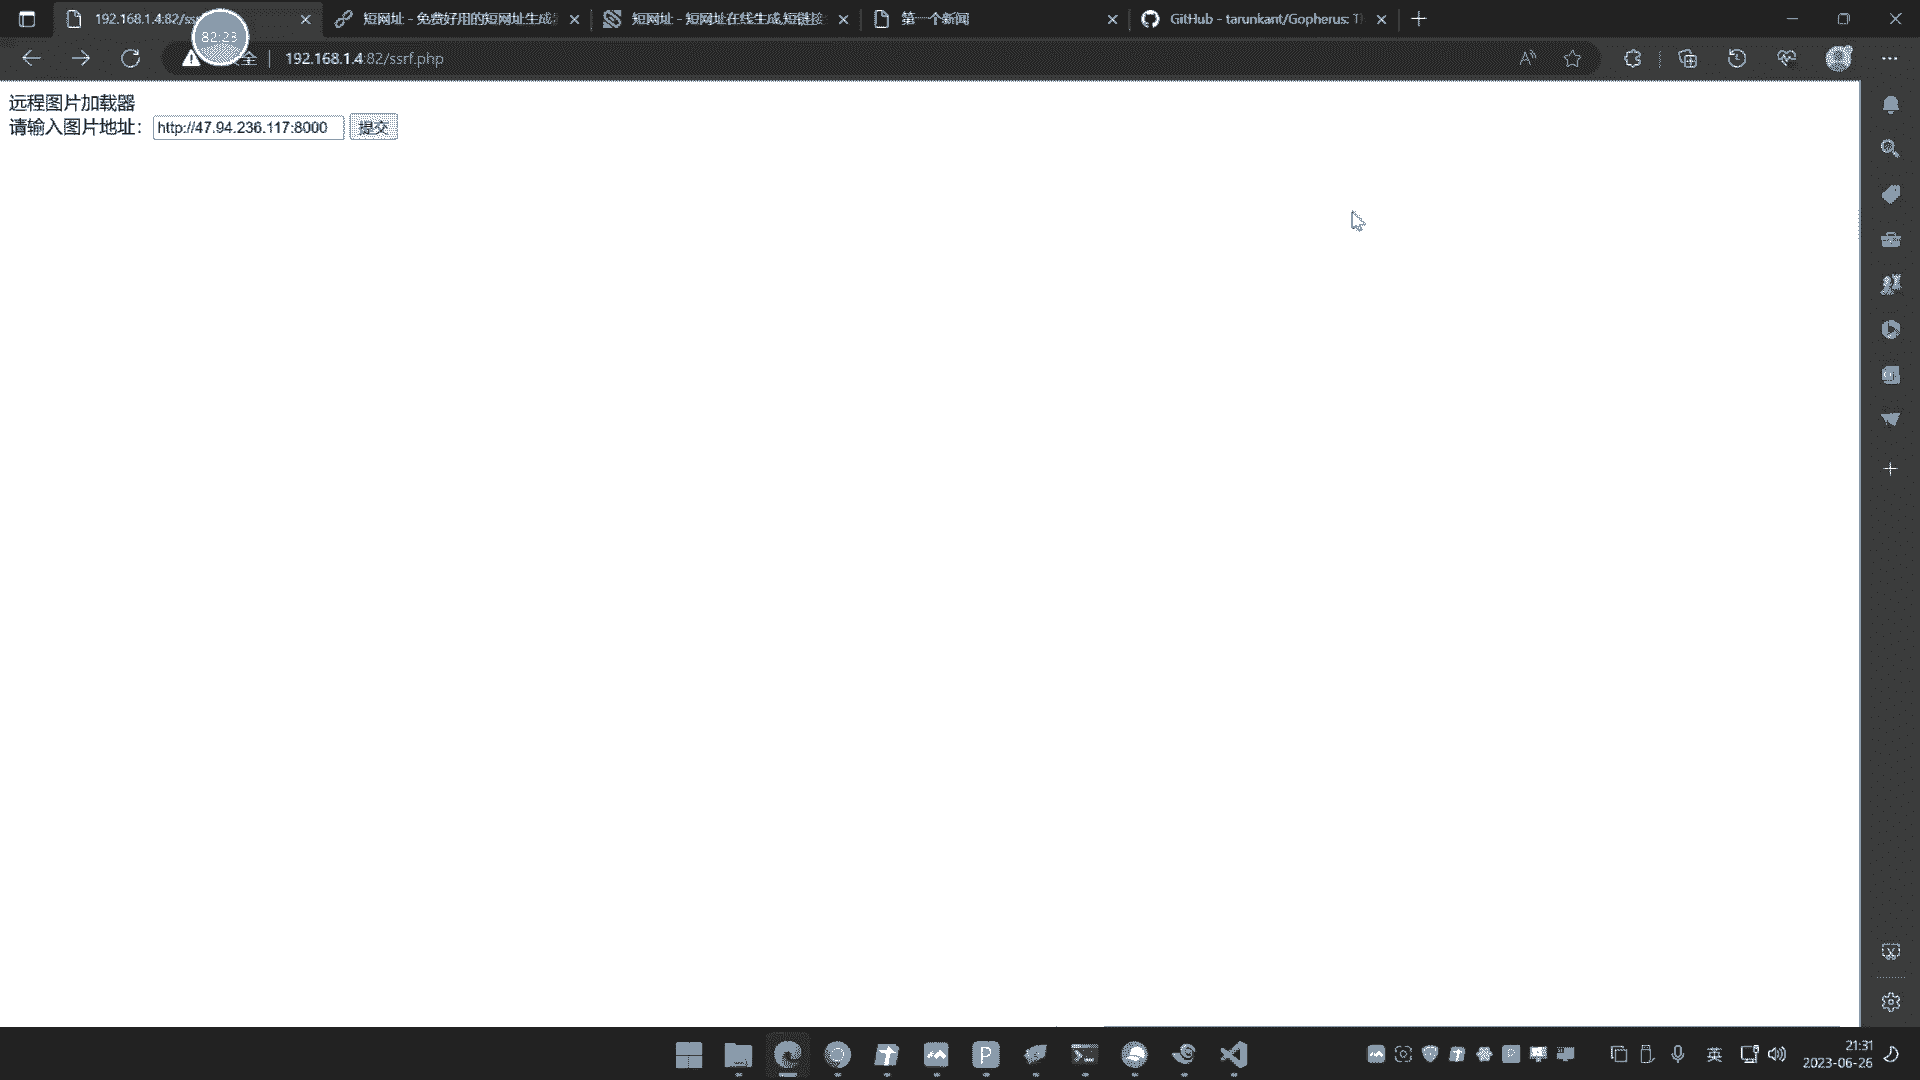 192.168.1.4:82/ss
短网址 - 免费好用的短网址生成
短网址 - 短网址在线生成,短链接
第一个新闻
GitHub - tarunkant/Gopherus: Th
82:23
全
192.168.1.4:82/ssrf.php
远程图片加载器
请输入图片地址： http://47.94.236.117:8000 提交
英
21:31
2023-06-26